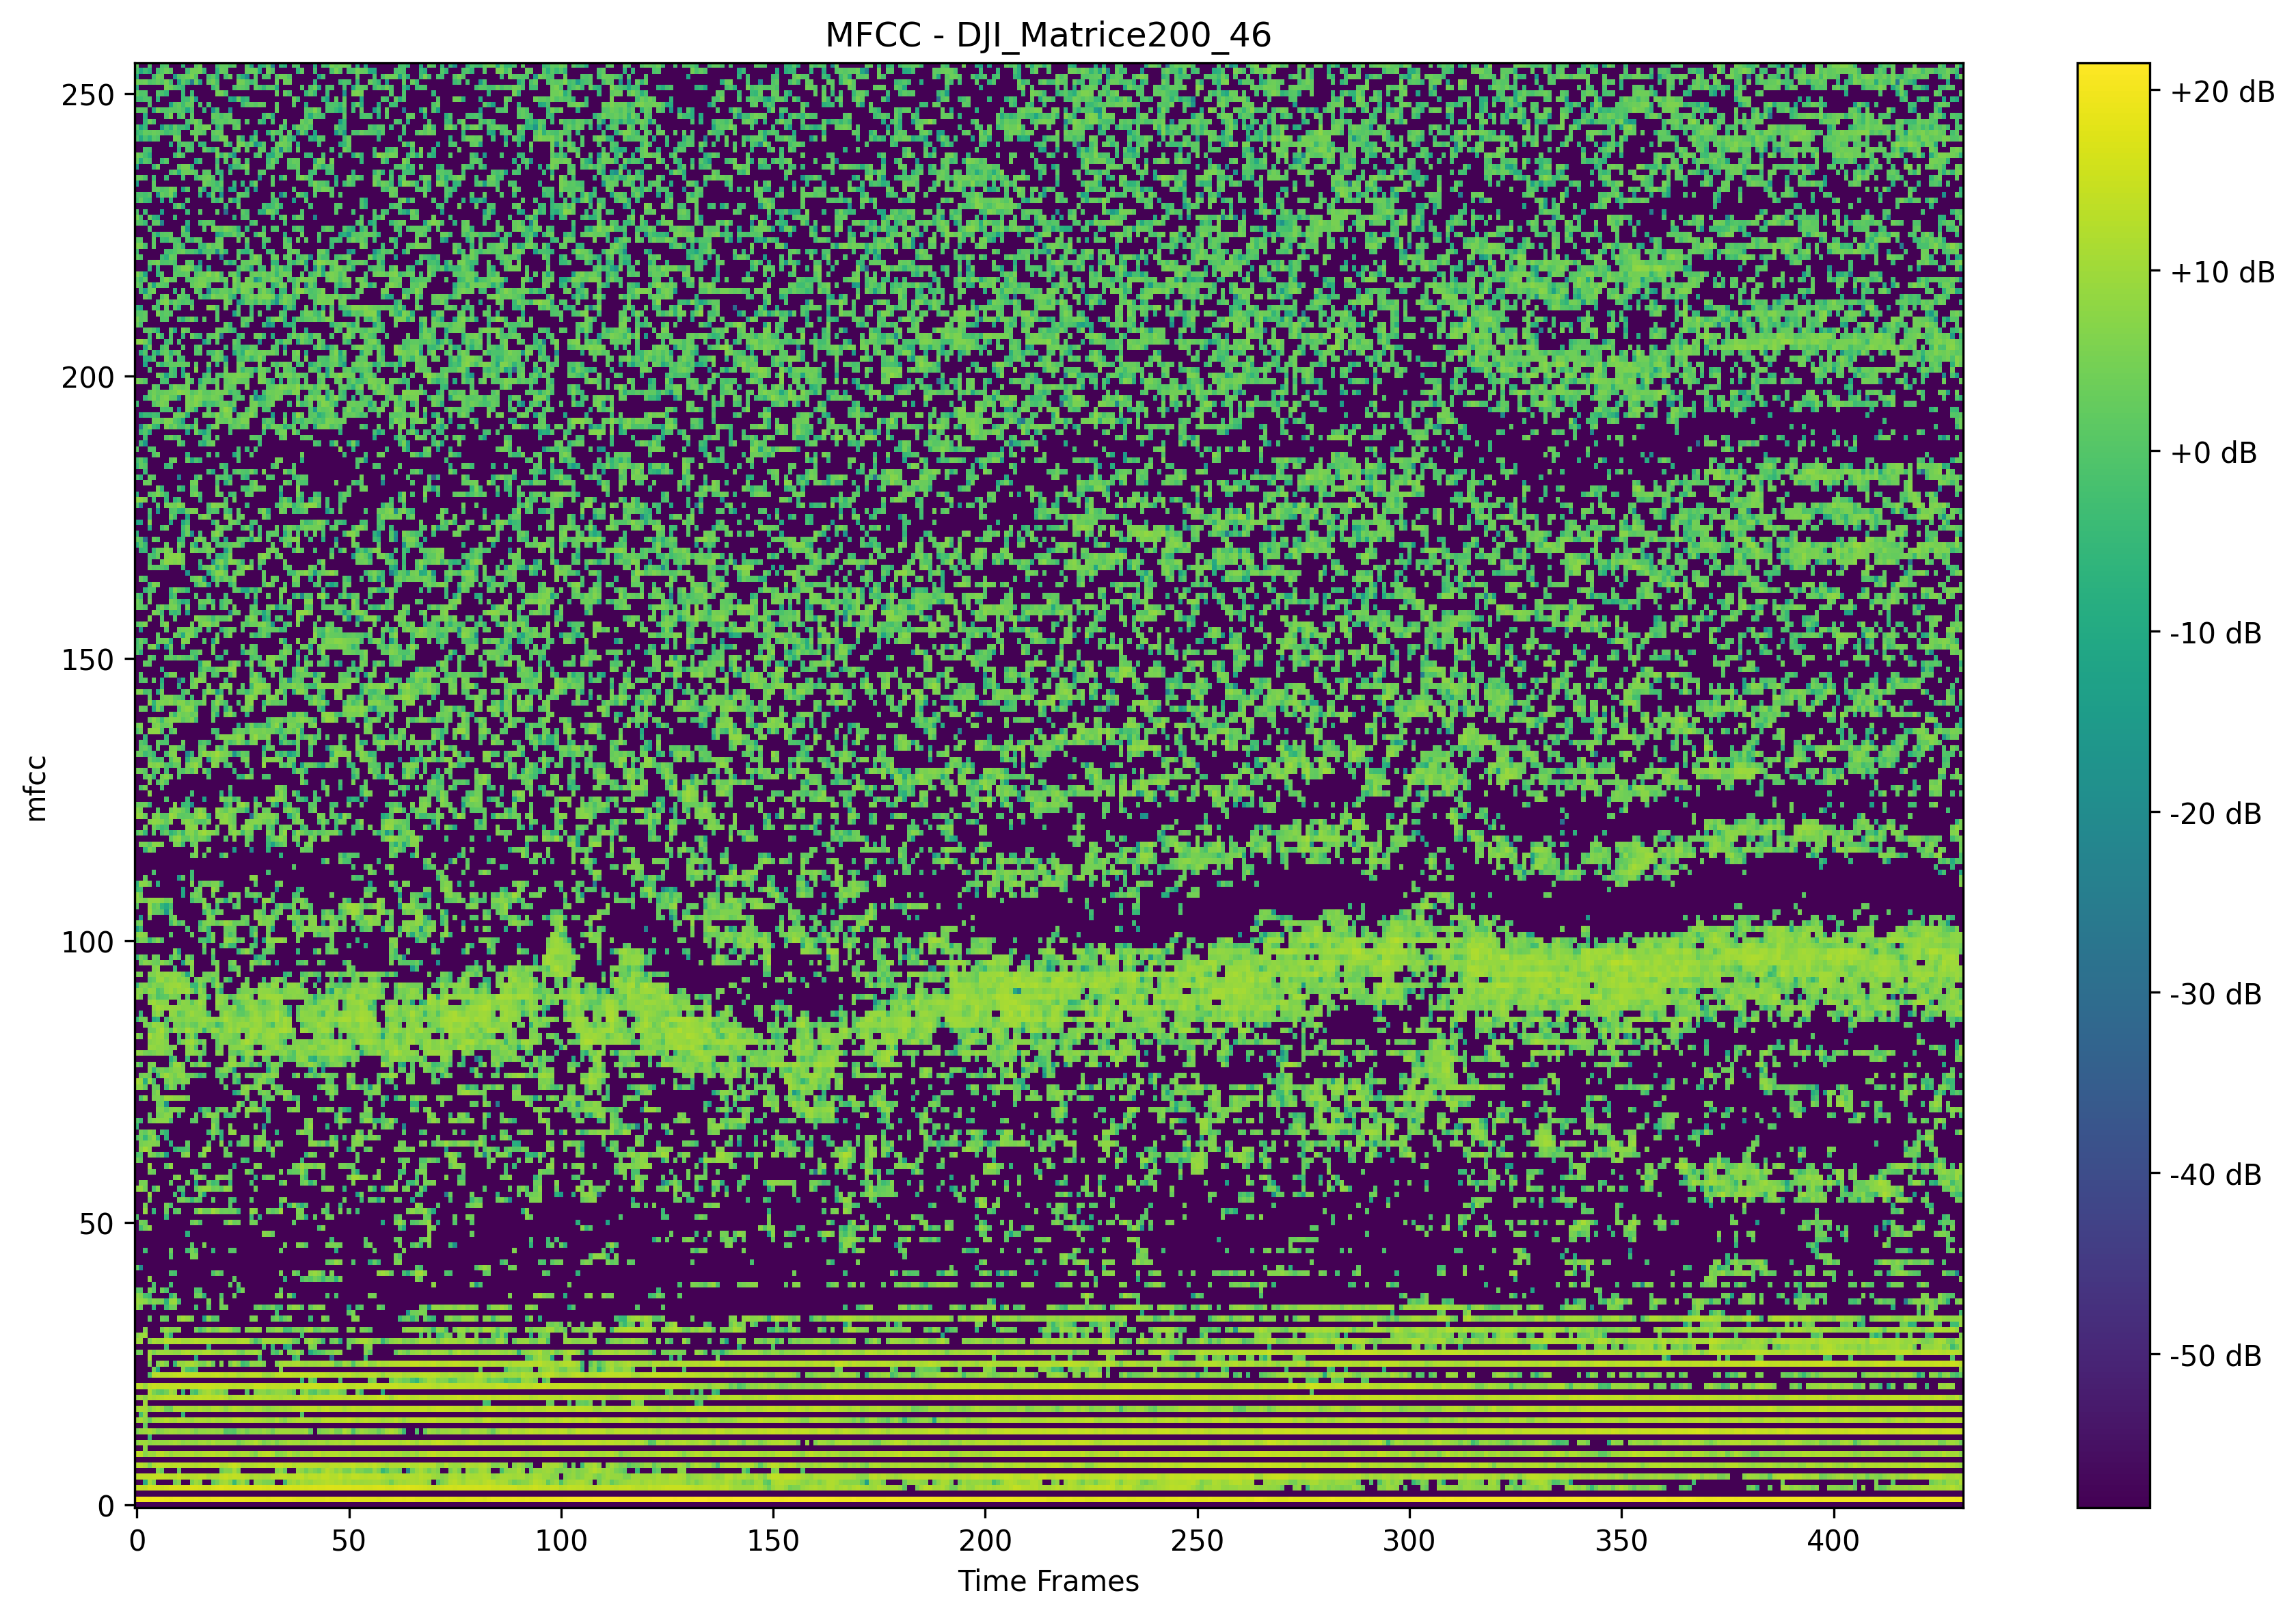 MFCC - DJI_Matrice200_46
250
200
150
100
50
0
mfcc
0 50 100 150 200 250 300 350 400
Time Frames
+20 dB
+10 dB
+0 dB
-10 dB
-20 dB
-30 dB
-40 dB
-50 dB